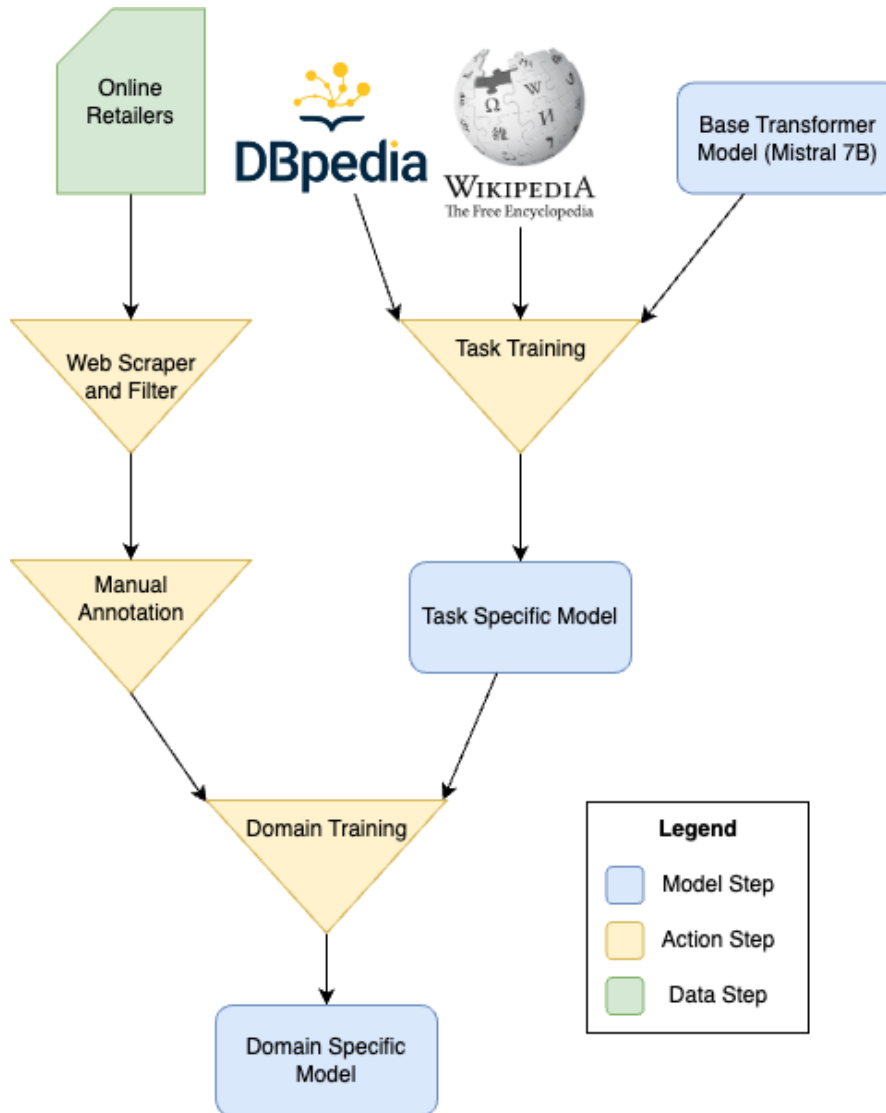 Online
Retailers
DBpedia
Ω
W
И
WIKIPEDIA
The Free Encyclopedia
Base Transformer
Model (Mistral 7B)
Web Scraper
and Filter
Task Training
Manual
Annotation
Task Specific Model
Domain Training
Legend
Model Step
Action Step
Data Step
Domain Specific
Model